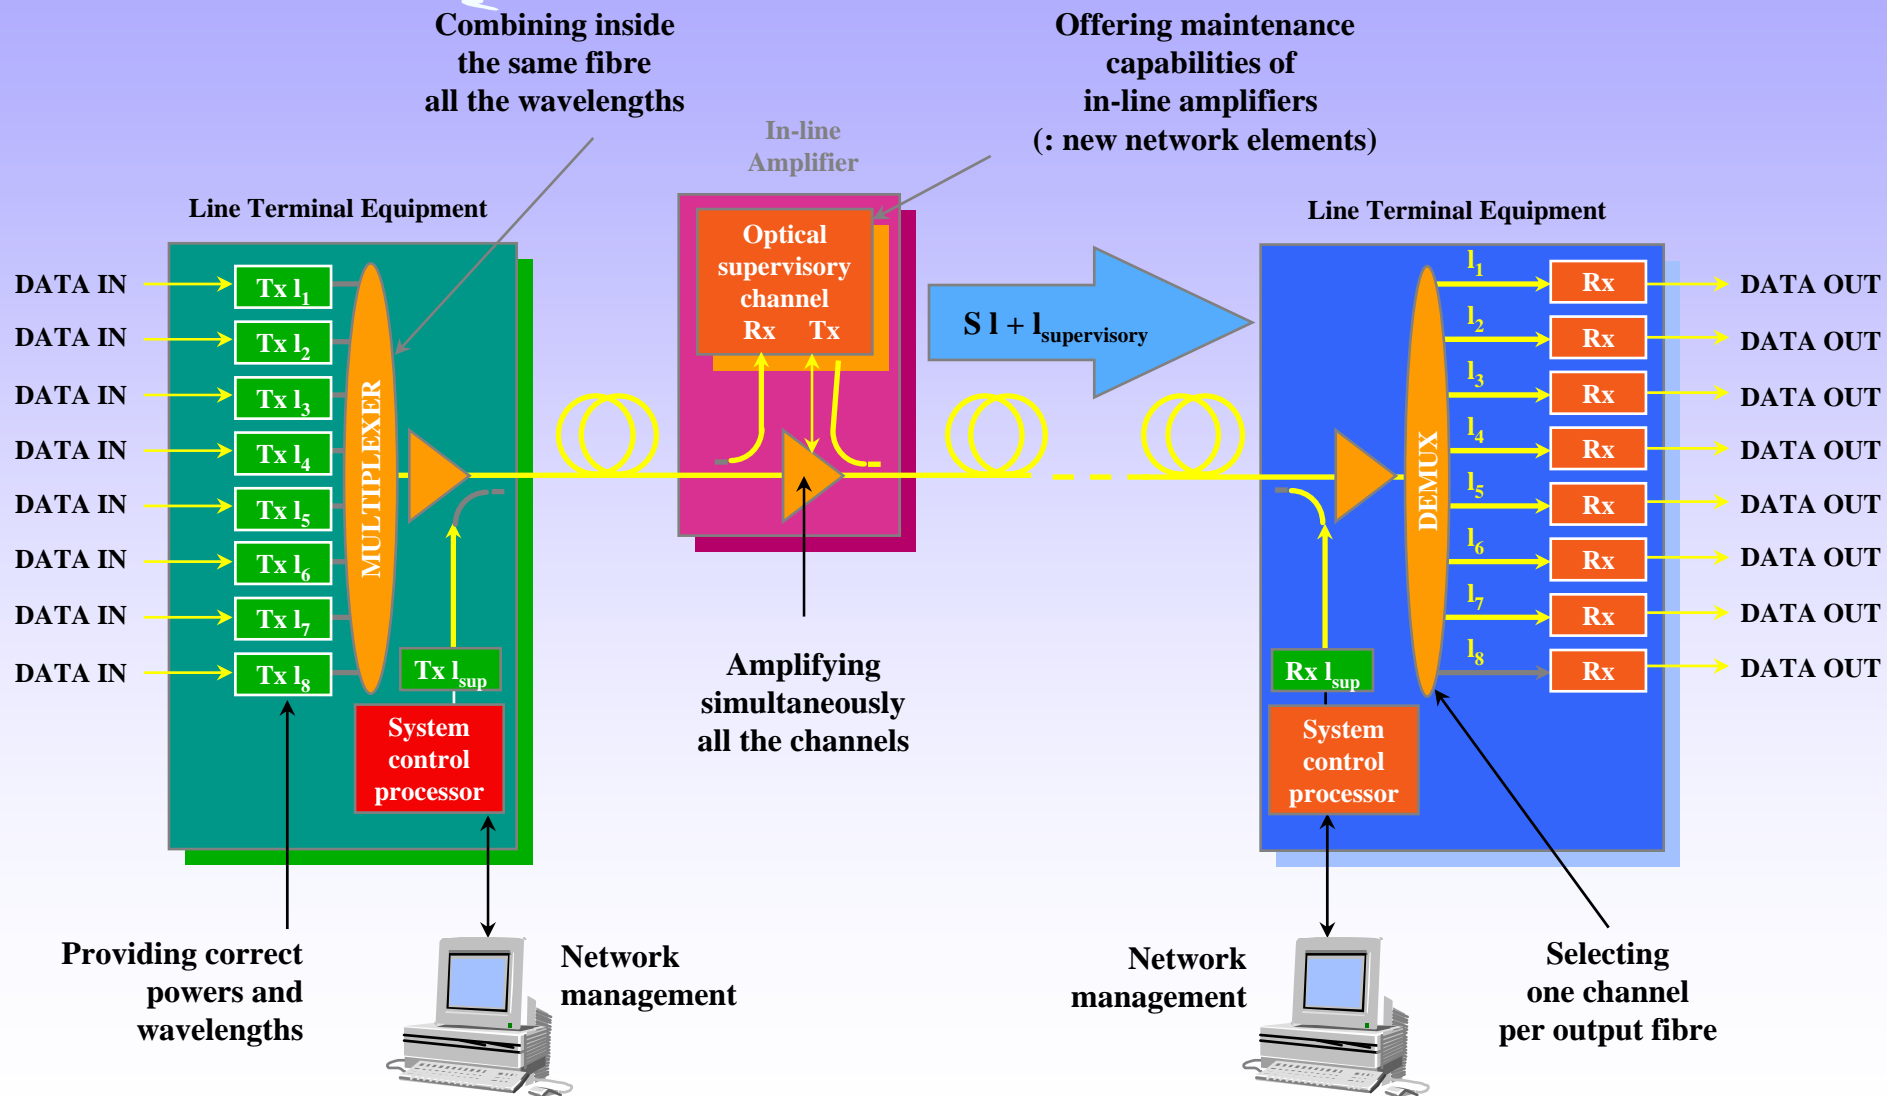 Combining inside
the same fibre
all the wavelengths
Offering maintenance
capabilities of
in-line amplifiers
(: new network elements)
In-line
Amplifier
Line Terminal Equipment
Line Terminal Equipment
DATA IN
DATA IN
DATA IN
DATA IN
DATA IN
DATA IN
DATA IN
DATA IN
Tx l1
Tx l2
Tx l3
Tx l4
Tx l5
Tx l6
Tx l7
Tx l8
MULTIPLEXER
Tx lsup
System
control
processor
Optical
supervisory
channel
Rx Tx
S l + lsupervisory
Amplifying
simultaneously
all the channels
DEMUX
l1
l2
l3
l4
l5
l6
l7
l8
Rx
Rx
Rx
Rx
Rx
Rx
Rx
Rx
DATA OUT
DATA OUT
DATA OUT
DATA OUT
DATA OUT
DATA OUT
DATA OUT
DATA OUT
Rx lsup
System
control
processor
Providing correct
powers and
wavelengths
Network
management
Network
management
Selecting
one channel
per output fibre